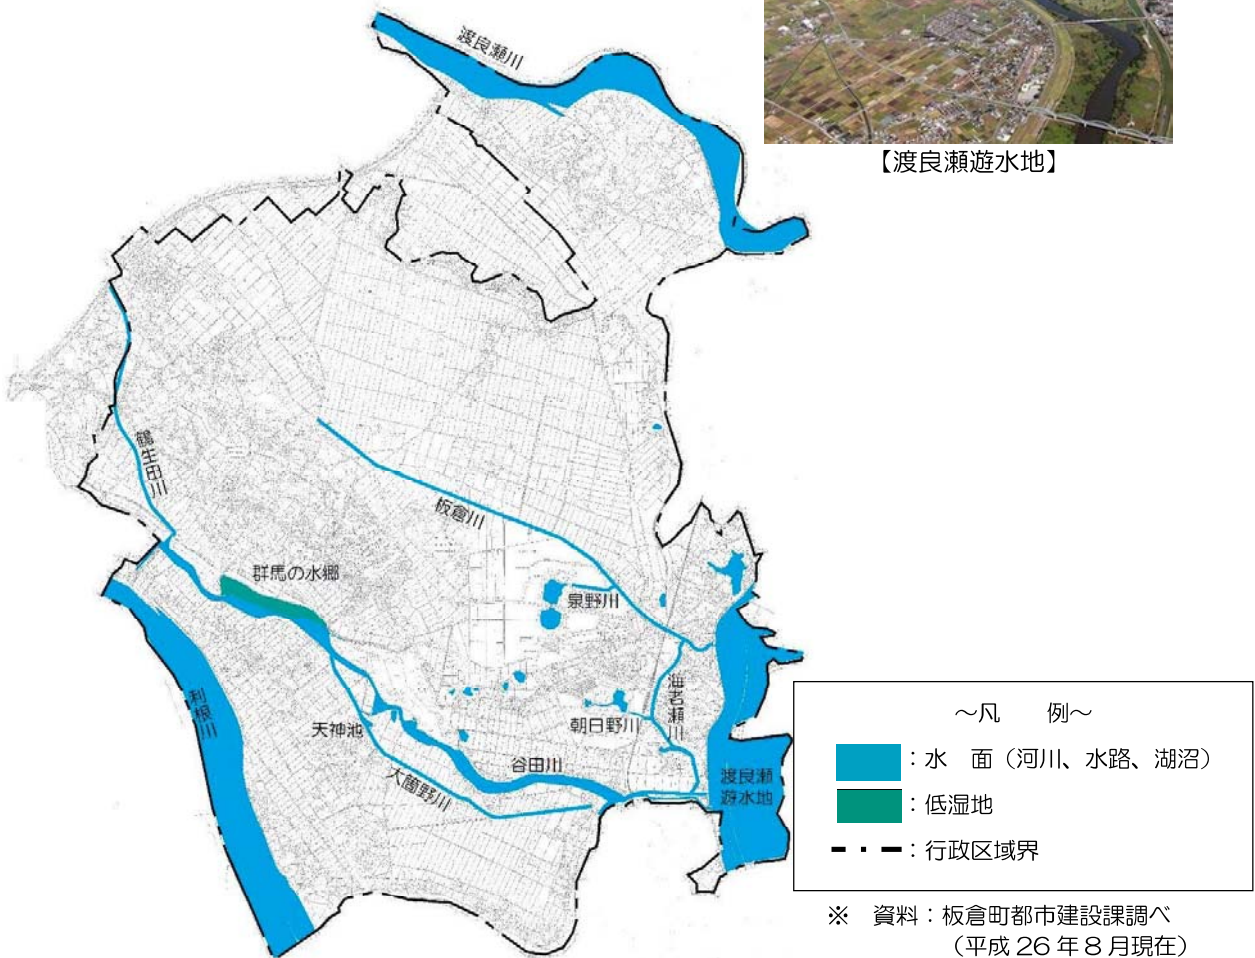 渡良瀬川
【渡良瀬遊水地】
鶴生田川
板倉川
群馬の水郷
泉野川
利根川
海老瀬川
天神池
朝日野川
谷田川
大箇野川
渡良瀬
遊水地
～凡　例～
：水　面（河川、水路、湖沼）
：低湿地
：行政区域界
※　資料：板倉町都市建設課調べ
（平成 26 年 8 月現在）